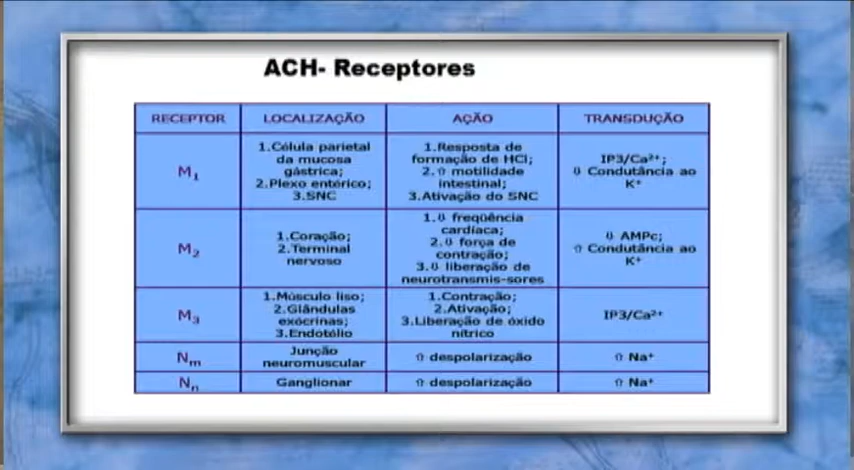 ACH- Receptores
RECEPTOR LOCALIZAÇÃO AÇÃO TRANSDUÇÃO
M1
1.Célula parietal
da mucosa
gástrica;
2.Plexo entérico;
3.SNC
1.Resposta de
formação de HCl;
2.⇧ motilidade
intestinal;
3.Ativação do SNC
IP3/Ca²⁺;
⇩ Condutância ao
K⁺
M2
1.Coração;
2.Terminal
nervoso
1.⇩ freqüência
cardíaca;
2.⇩ força de
contração;
3.⇩ liberação de
neurotransmis-sores
⇩ AMPc;
⇧ Condutância ao
K⁺
M3
1.Músculo liso;
2.Glândulas
exócrinas;
3.Endotélio
1.Contração;
2.Ativação;
3.Liberação de óxido
nítrico
IP3/Ca²⁺
Nm
Junção
neuromuscular
⇧ despolarização
⇧ Na⁺
Nn
Ganglionar
⇧ despolarização
⇧ Na⁺